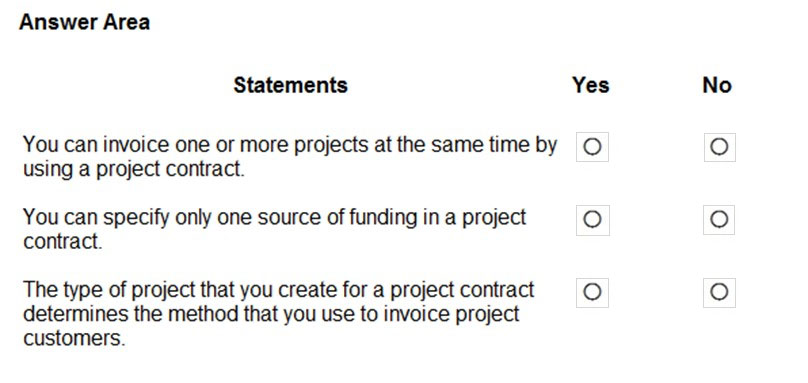 Answer Area
Statements Yes No
You can invoice one or more projects at the same time by
using a project contract.
You can specify only one source of funding in a project
contract.
The type of project that you create for a project contract
determines the method that you use to invoice project
customers.